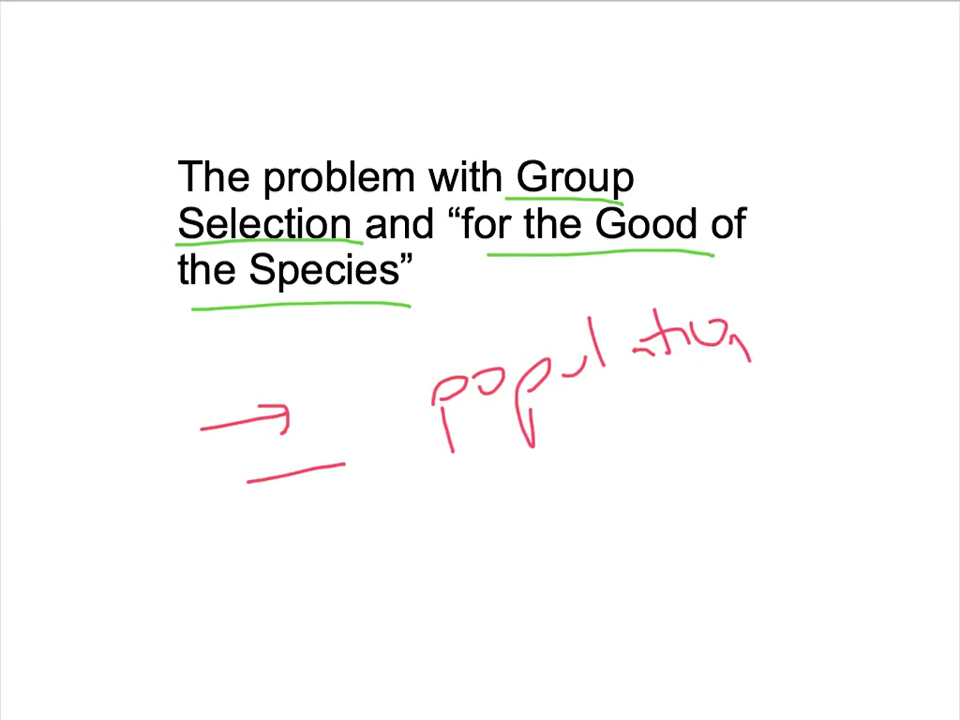 The problem with Group
Selection and “for the Good of
the Species”
population